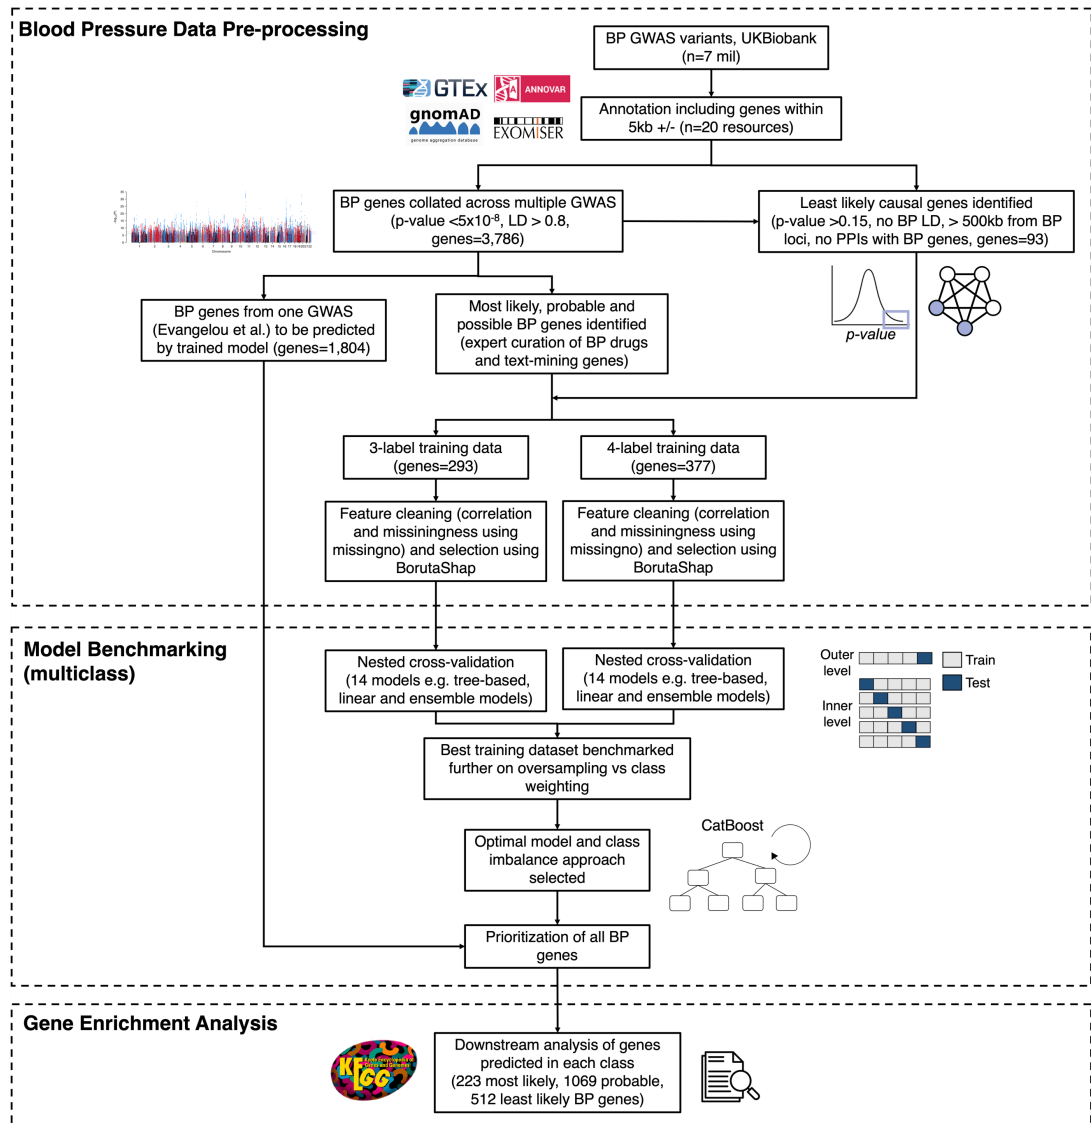 Blood Pressure Data Pre-processing
BP GWAS variants, UKBiobank
(n=7 mil)
GTEx
ANNOVAR
gnomAD
genome aggregation database
EXOMISER
Annotation including genes within
5kb +/- (n=20 resources)
BP genes collated across multiple GWAS
(p-value <5x10⁻⁸, LD > 0.8,
genes=3,786)
Least likely causal genes identified
(p-value >0.15, no BP LD, > 500kb from BP
loci, no PPIs with BP genes, genes=93)
Chromosome
BP genes from one GWAS
(Evangelou et al.) to be predicted
by trained model (genes=1,804)
Most likely, probable and
possible BP genes identified
(expert curation of BP drugs
and text-mining genes)
p-value
3-label training data
(genes=293)
4-label training data
(genes=377)
Feature cleaning (correlation
and missiningness using
missingno) and selection using
BorutaShap
Feature cleaning (correlation
and missiningness using
missingno) and selection using
BorutaShap
Model Benchmarking
(multiclass)
Nested cross-validation
(14 models e.g. tree-based,
linear and ensemble models)
Nested cross-validation
(14 models e.g. tree-based,
linear and ensemble models)
Outer
level
Train
Test
Inner
level
Best training dataset benchmarked
further on oversampling vs class
weighting
Optimal model and class
imbalance approach
selected
CatBoost
Prioritization of all BP
genes
Gene Enrichment Analysis
KEGG
Kyoto Encyclopedia of
Genes and Genomes
Downstream analysis of genes
predicted in each class
(223 most likely, 1069 probable,
512 least likely BP genes)